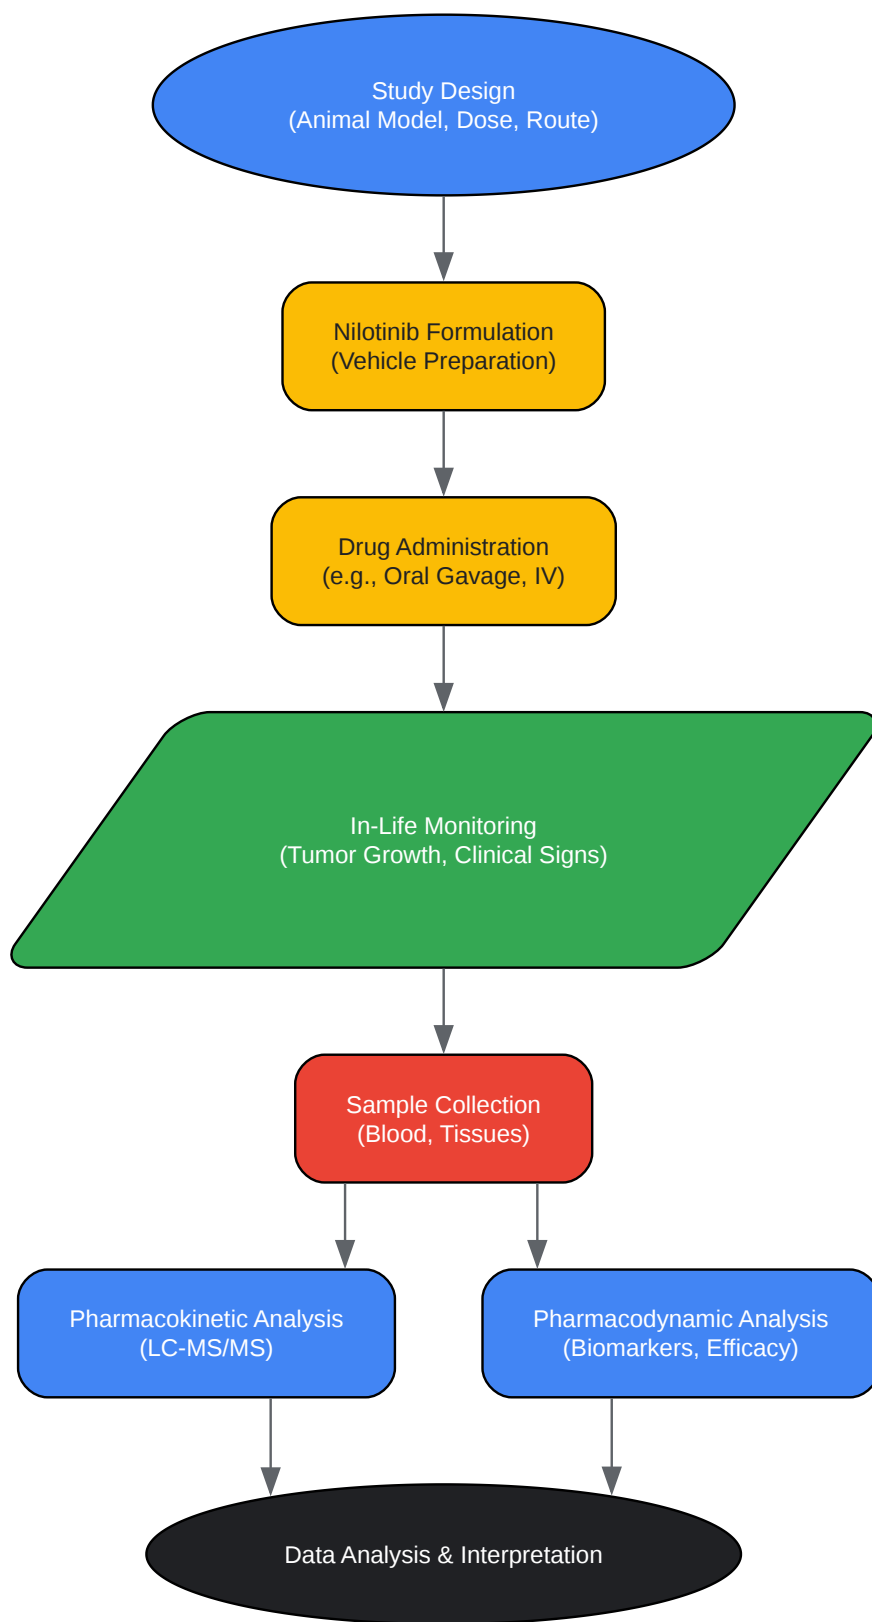 Study Design
(Animal Model, Dose, Route)
Nilotinib Formulation
(Vehicle Preparation)
Drug Administration
(e.g., Oral Gavage, IV)
In-Life Monitoring
(Tumor Growth, Clinical Signs)
Sample Collection
(Blood, Tissues)
Pharmacokinetic Analysis
(LC-MS/MS)
Pharmacodynamic Analysis
(Biomarkers, Efficacy)
Data Analysis & Interpretation